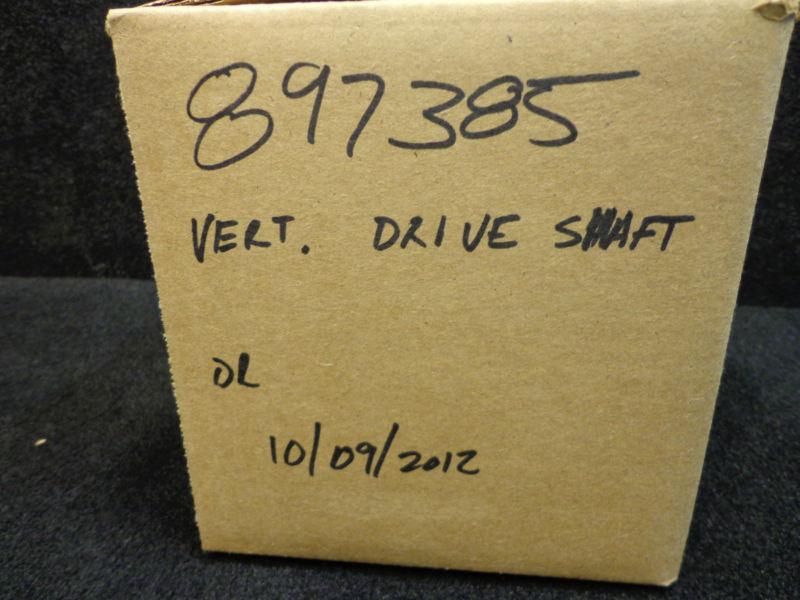 897385
VERT. DRIVE SHAFT
DL
10/09/2012